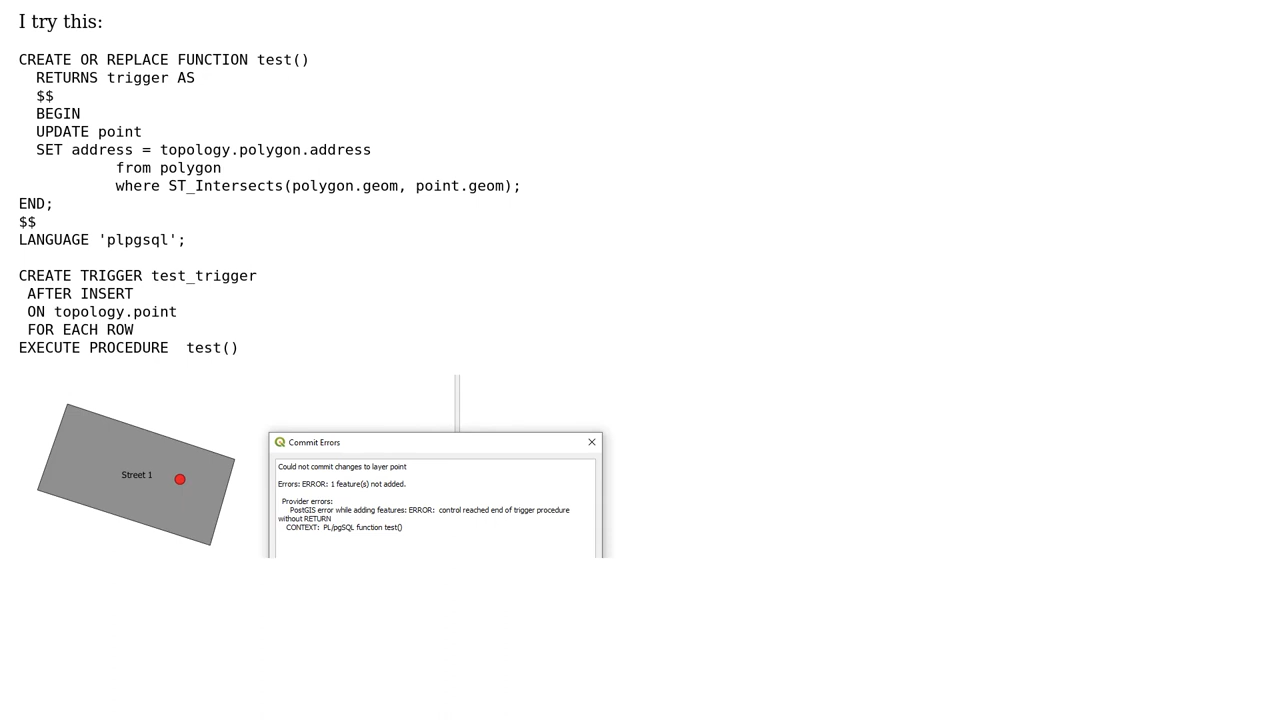 I try this:
CREATE OR REPLACE FUNCTION test()
RETURNS trigger AS
$$
BEGIN
UPDATE point
SET address = topology.polygon.address
from polygon
where ST_Intersects(polygon.geom, point.geom);
END;
$$
LANGUAGE 'plpgsql';
CREATE TRIGGER test_trigger
AFTER INSERT
ON topology.point
FOR EACH ROW
EXECUTE PROCEDURE  test()
Street 1
Commit Errors
Could not commit changes to layer point
Errors: ERROR: 1 feature(s) not added.
Provider errors:
PostGIS error while adding features: ERROR:  control reached end of trigger procedure
without RETURN
CONTEXT:  PL/pgSQL function test()